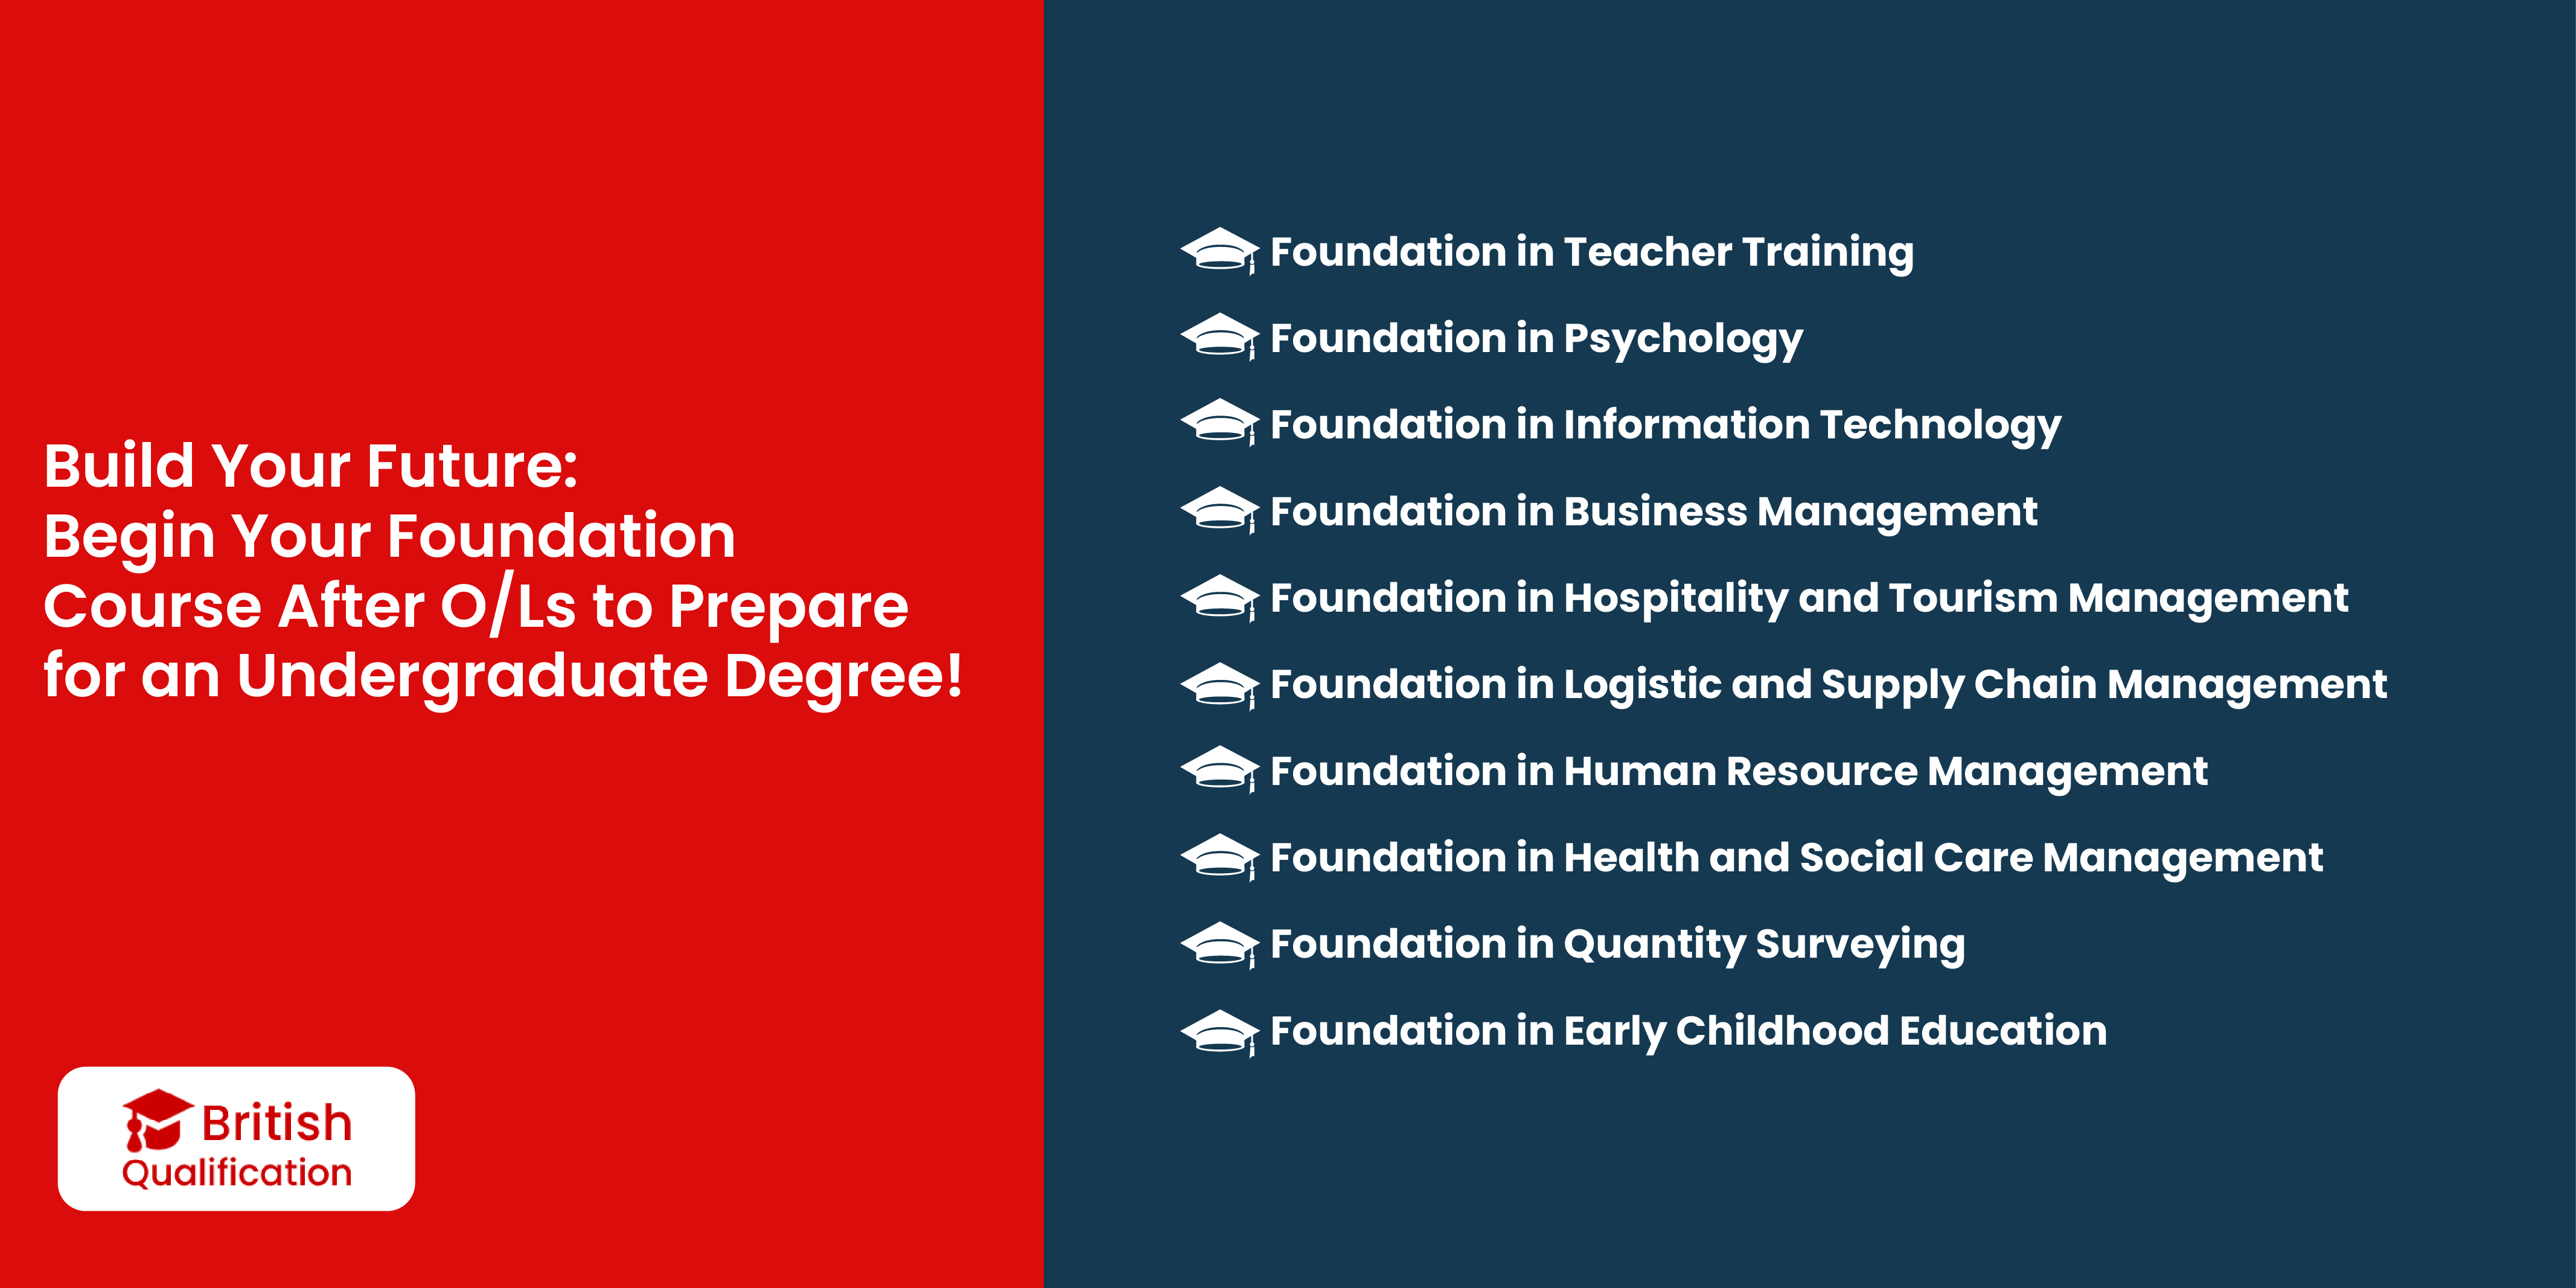 Build Your Future:
Begin Your Foundation
Course After O/Ls to Prepare
for an Undergraduate Degree!
British
Qualification
Foundation in Teacher Training
Foundation in Psychology
Foundation in Information Technology
Foundation in Business Management
Foundation in Hospitality and Tourism Management
Foundation in Logistic and Supply Chain Management
Foundation in Human Resource Management
Foundation in Health and Social Care Management
Foundation in Quantity Surveying
Foundation in Early Childhood Education